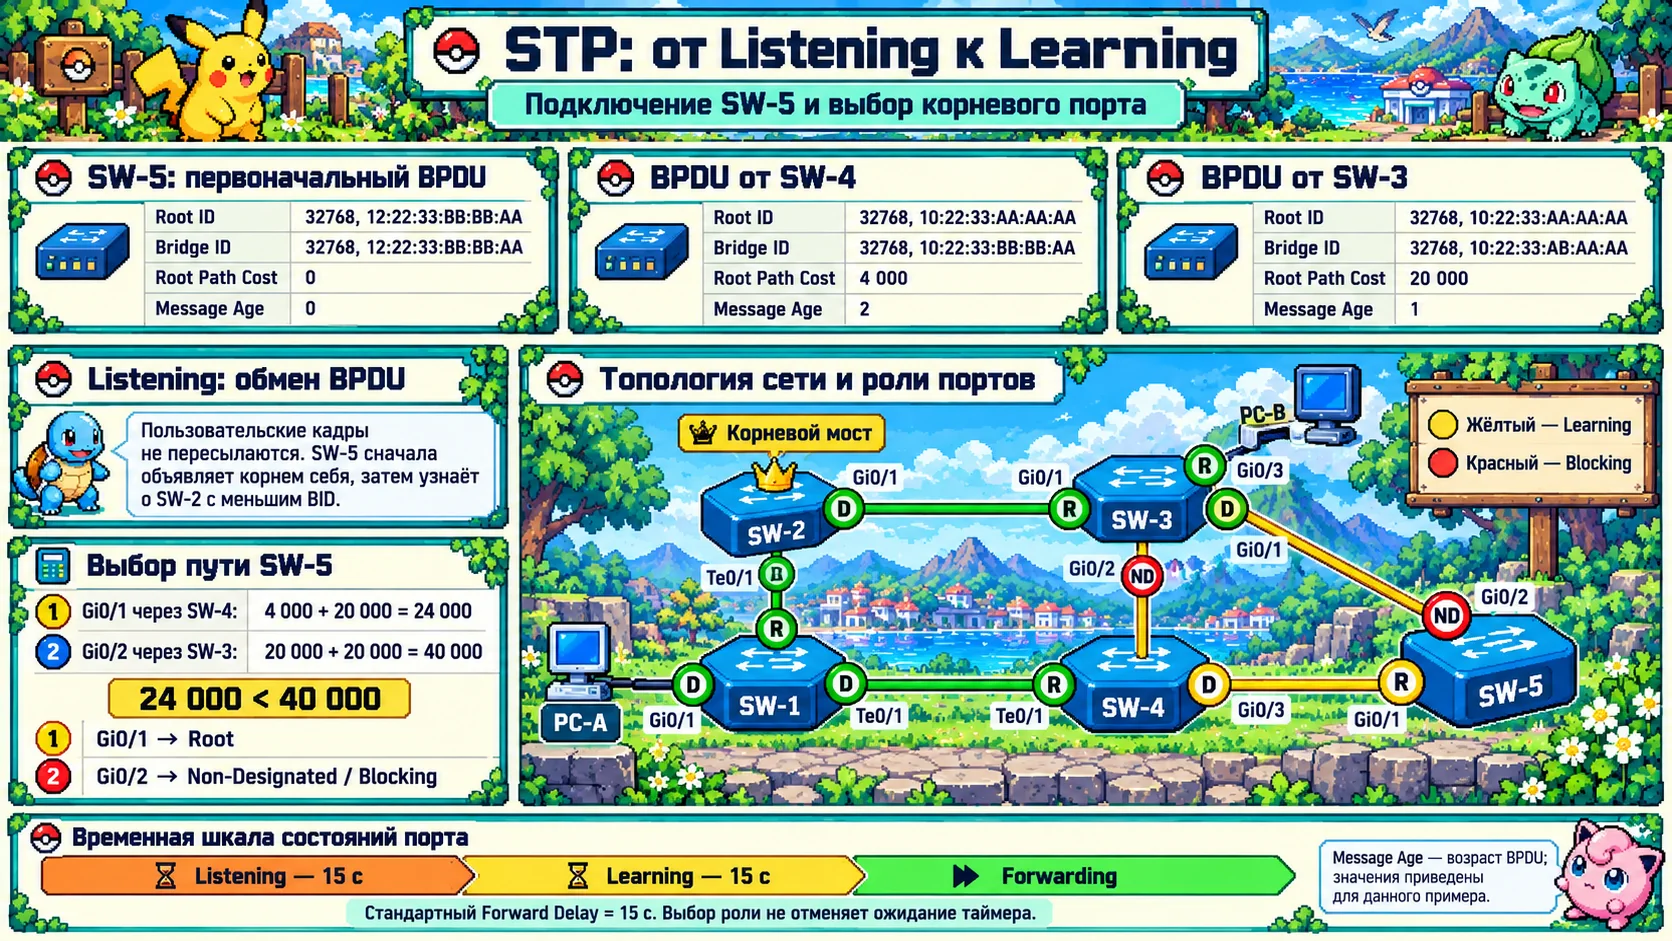 STP: от Listening к Learning
Подключение SW-5 и выбор корневого порта
SW-5: первоначальный BPDU
Root ID 32768, 12:22:33:BB:BB:AA
Bridge ID 32768, 12:22:33:BB:BB:AA
Root Path Cost 0
Message Age 0
BPDU от SW-4
Root ID 32768, 10:22:33:AA:AA:AA
Bridge ID 32768, 10:22:33:BB:BB:AA
Root Path Cost 4 000
Message Age 2
BPDU от SW-3
Root ID 32768, 10:22:33:AA:AA:AA
Bridge ID 32768, 10:22:33:AB:AA:AA
Root Path Cost 20 000
Message Age 1
Listening: обмен BPDU
Пользовательские кадры
не пересылаются. SW-5 сначала
объявляет корнем себя, затем узнаёт
о SW-2 с меньшим BID.
Выбор пути SW-5
1 Gi0/1 через SW-4: 4 000 + 20 000 = 24 000
2 Gi0/2 через SW-3: 20 000 + 20 000 = 40 000
24 000 < 40 000
1 Gi0/1 → Root
2 Gi0/2 → Non-Designated / Blocking
Топология сети и роли портов
Корневой мост
PC-B
Жёлтый — Learning
Красный — Blocking
Gi0/1
Gi0/1
R
Gi0/3
SW-2
D
R
SW-3
D
Gi0/1
Te0/1
Gi0/2
ND
Gi0/2
ND
R
PC-A
D
Gi0/1
SW-1
D
Te0/1
Te0/1
R
SW-4
D
Gi0/3
R
Gi0/1
SW-5
Временная шкала состояний порта
Listening — 15 с
Learning — 15 с
Forwarding
Стандартный Forward Delay = 15 с. Выбор роли не отменяет ожидание таймера.
Message Age — возраст BPDU;
значения приведены
для данного примера.